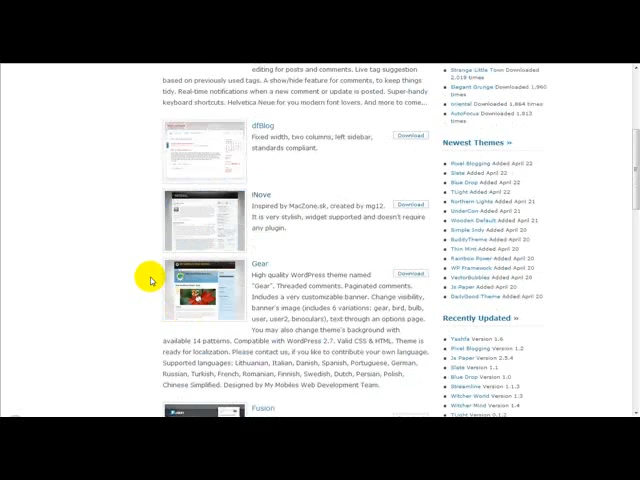 editing for posts and comments. Live tag suggestion
based on previously used tags. A show/hide feature for comments, to keep things
tidy. Real-time notifications when a new comment or update is posted. Super-handy
keyboard shortcuts. Helvetica Neue for you modern font lovers. And more to come...
dfBlog
Fixed width, two columns, left sidebar,
standards compliant.
Download
iNove
Inspired by MacZone.sk, created by mg12.
It is very stylish, widget supported and doesn't require
any plugin.
Download
Gear
High quality WordPress theme named
"Gear". Threaded comments. Paginated comments.
Includes a very customizable banner. Change visibility,
banner's image (includes 6 variations: gear, bird, bulb,
user, user2, binoculars), text through an options page.
You may also change theme's background with
available 14 patterns. Compatible with WordPress 2.7. Valid CSS & HTML. Theme is
ready for localization. Please contact us, if you like to contribute your own language.
Supported languages: Lithuanian, Italian, Danish, Spanish, Portuguese, German,
Russian, Turkish, French, Romanian, Finnish, Swedish, Dutch, Persian, Polish,
Chinese Simplified. Designed by My Mobiles Web Development Team.
Download
Fusion
Strange Little Town Downloaded
2,019 times
Elegant Grunge Downloaded 1,960
times
oriental Downloaded 1,864 times
Autofocus Downloaded 1,813
times
Newest Themes »
Pixel Blogging Added April 22
Slate Added April 22
Blue Drop Added April 22
TLight Added April 22
Northern Lights Added April 21
UnderCon Added April 21
Wooden Default Added April 21
Simple Indy Added April 20
BuddyTheme Added April 20
Thin Mint Added April 20
Rainbow Power Added April 20
WP Framework Added April 20
VectorBubbles Added April 20
Jx Paper Added April 20
DailyGood Theme Added April 20
Recently Updated »
Yashfa Version 1.6
Pixel Blogging Version 1.2
Jx Paper Version 2.5.4
Slate Version 1.1
Blue Drop Version 1.0
Streamline Version 1.1.3
Witcher World Version 1.3
Witcher Mind Version 1.4
TLight Version 0.1.2